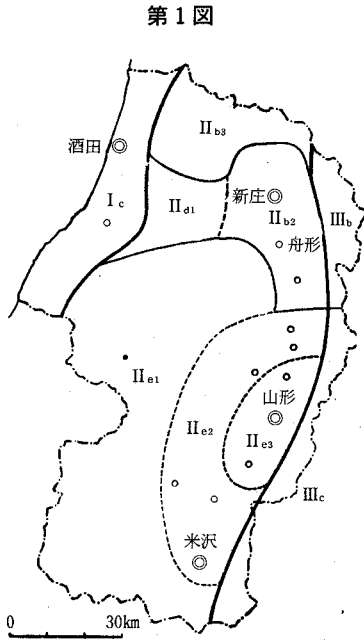 第1図
酒田
Ⅱb3
新庄
Ⅰc
Ⅱd1
Ⅱb2
Ⅲb
舟形
Ⅱe1
山形
Ⅱe2
Ⅱe3
Ⅲc
米沢
0 30km